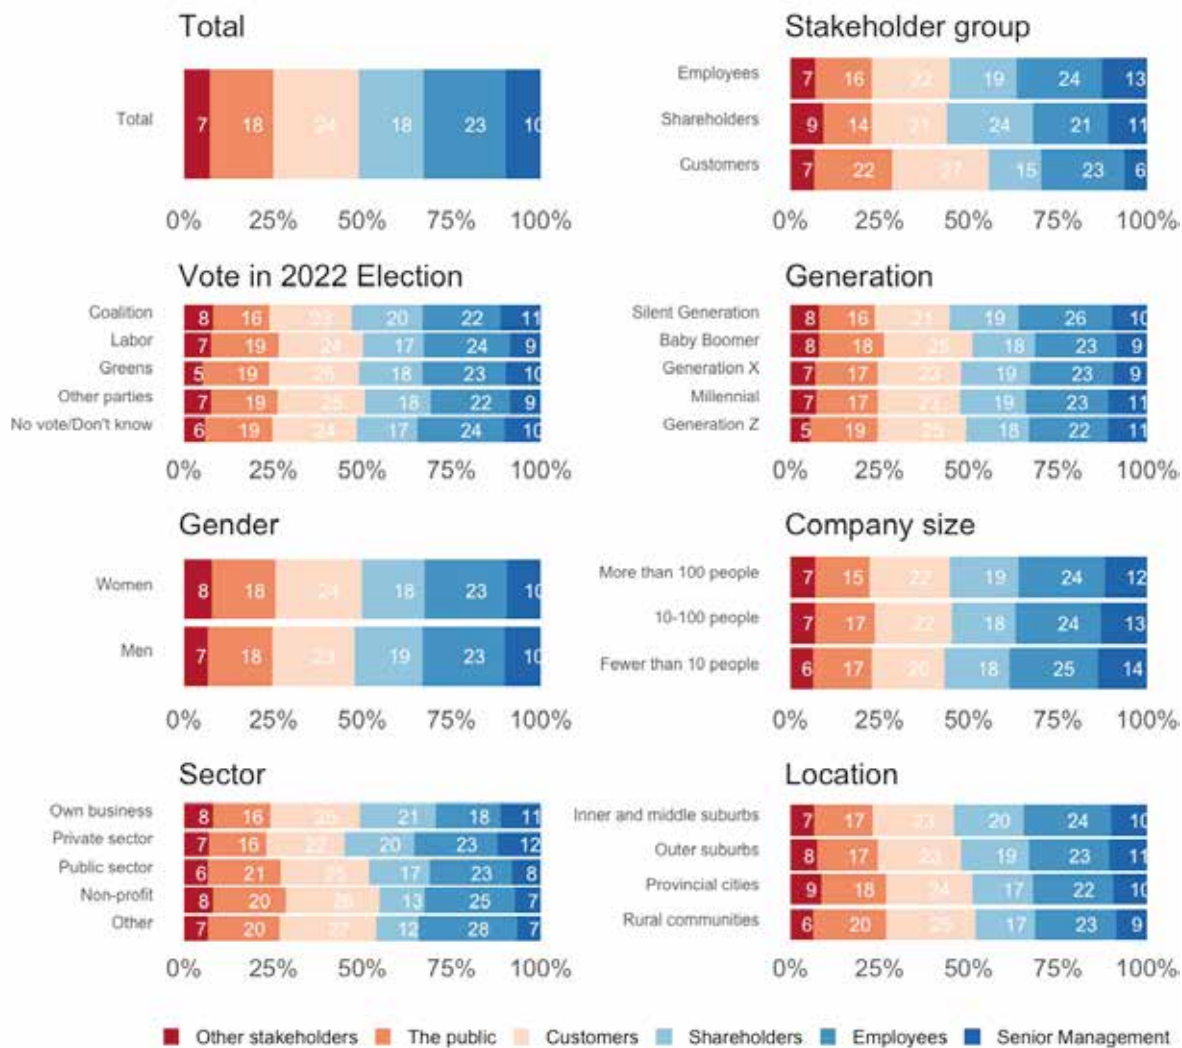 Total
Total 7 18 24 18 23 10
0% 25% 50% 75% 100%
Stakeholder group
Employees 7 16 22 19 24 13
Shareholders 9 14 21 24 21 11
Customers 7 22 27 15 23 6
0% 25% 50% 75% 100%
Vote in 2022 Election
Coalition 8 16 23 20 22 11
Labor 7 19 24 17 24 9
Greens 5 19 26 18 23 10
Other parties 7 19 25 18 22 9
No vote/Don't know 6 19 24 17 24 10
0% 25% 50% 75% 100%
Generation
Silent Generation 8 16 21 19 26 10
Baby Boomer 8 18 25 18 23 9
Generation X 7 17 23 19 23 9
Millennial 7 17 23 19 23 11
Generation Z 5 19 25 18 22 11
0% 25% 50% 75% 100%
Gender
Women 8 18 24 18 23 10
Men 7 18 23 19 23 10
0% 25% 50% 75% 100%
Company size
More than 100 people 7 15 22 19 24 12
10-100 people 7 17 22 18 24 13
Fewer than 10 people 6 17 20 18 25 14
0% 25% 50% 75% 100%
Sector
Own business 8 16 25 21 18 11
Private sector 7 16 22 20 23 12
Public sector 6 21 25 17 23 8
Non-profit 8 20 26 13 25 7
Other 7 20 27 12 28 7
0% 25% 50% 75% 100%
Location
Inner and middle suburbs 7 17 23 20 24 10
Outer suburbs 8 17 23 19 23 11
Provincial cities 9 18 24 17 22 10
Rural communities 6 20 25 17 23 9
0% 25% 50% 75% 100%
Other stakeholders The public Customers Shareholders Employees Senior Management